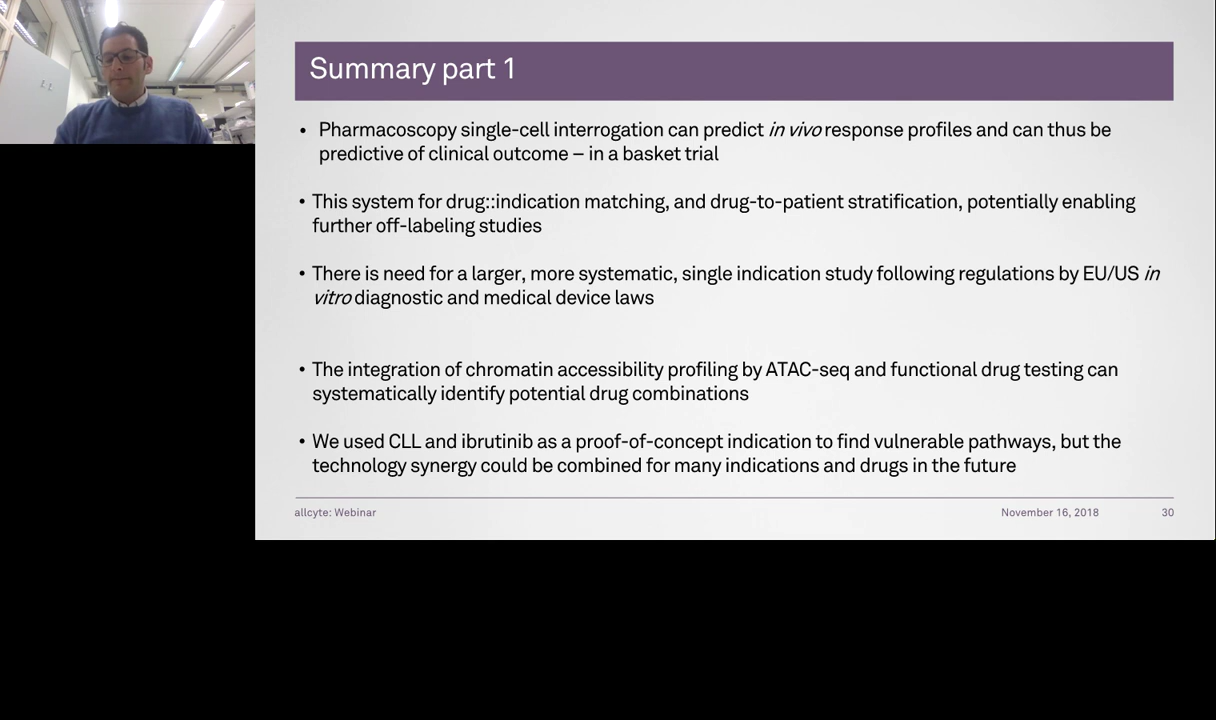 Summary part 1
• Pharmacoscopy single-cell interrogation can predict in vivo response profiles and can thus be
predictive of clinical outcome – in a basket trial
• This system for drug::indication matching, and drug-to-patient stratification, potentially enabling
further off-labeling studies
• There is need for a larger, more systematic, single indication study following regulations by EU/US in
vitro diagnostic and medical device laws
• The integration of chromatin accessibility profiling by ATAC-seq and functional drug testing can
systematically identify potential drug combinations
• We used CLL and ibrutinib as a proof-of-concept indication to find vulnerable pathways, but the
technology synergy could be combined for many indications and drugs in the future
allcyte: Webinar November 16, 2018 30